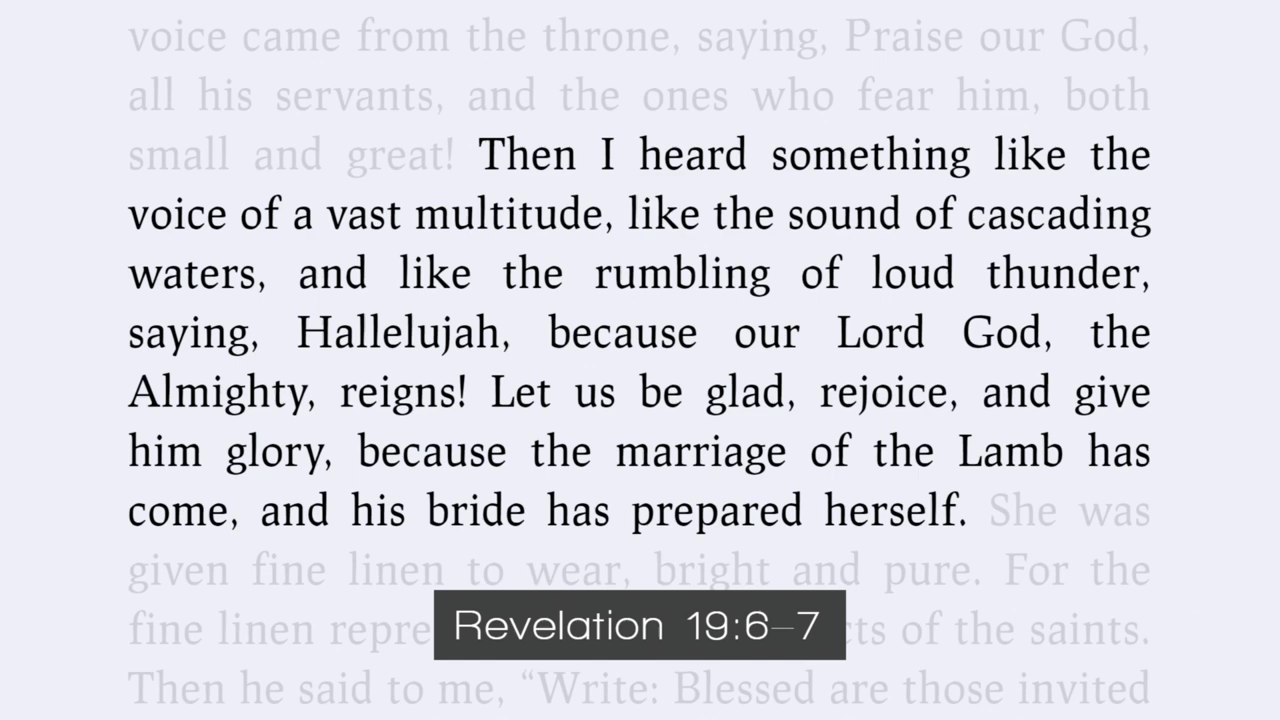 voice came from the throne, saying, Praise our God,
all his servants, and the ones who fear him, both
small and great! Then I heard something like the
voice of a vast multitude, like the sound of cascading
waters, and like the rumbling of loud thunder,
saying, Hallelujah, because our Lord God, the
Almighty, reigns! Let us be glad, rejoice, and give
him glory, because the marriage of the Lamb has
come, and his bride has prepared herself. She was
given fine linen to wear, bright and pure. For the
fine linen of the saints.
Revelation 19:6–7
Then he said to me, “Write: Blessed are those invited